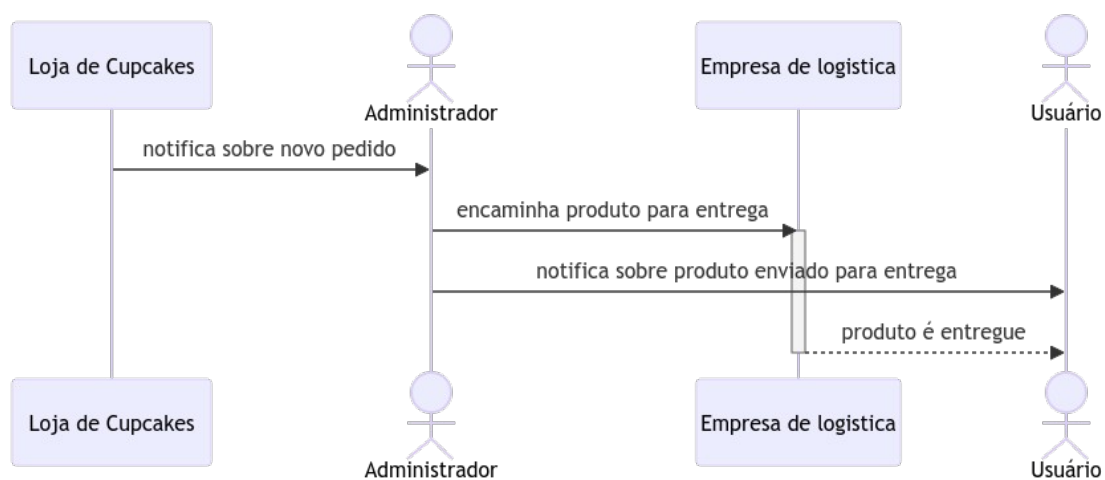 Loja de Cupcakes
Administrador
Empresa de logistica
Usuário
notifica sobre novo pedido
encaminha produto para entrega
notifica sobre produto enviado para entrega
produto é entregue
Loja de Cupcakes
Administrador
Empresa de logistica
Usuário